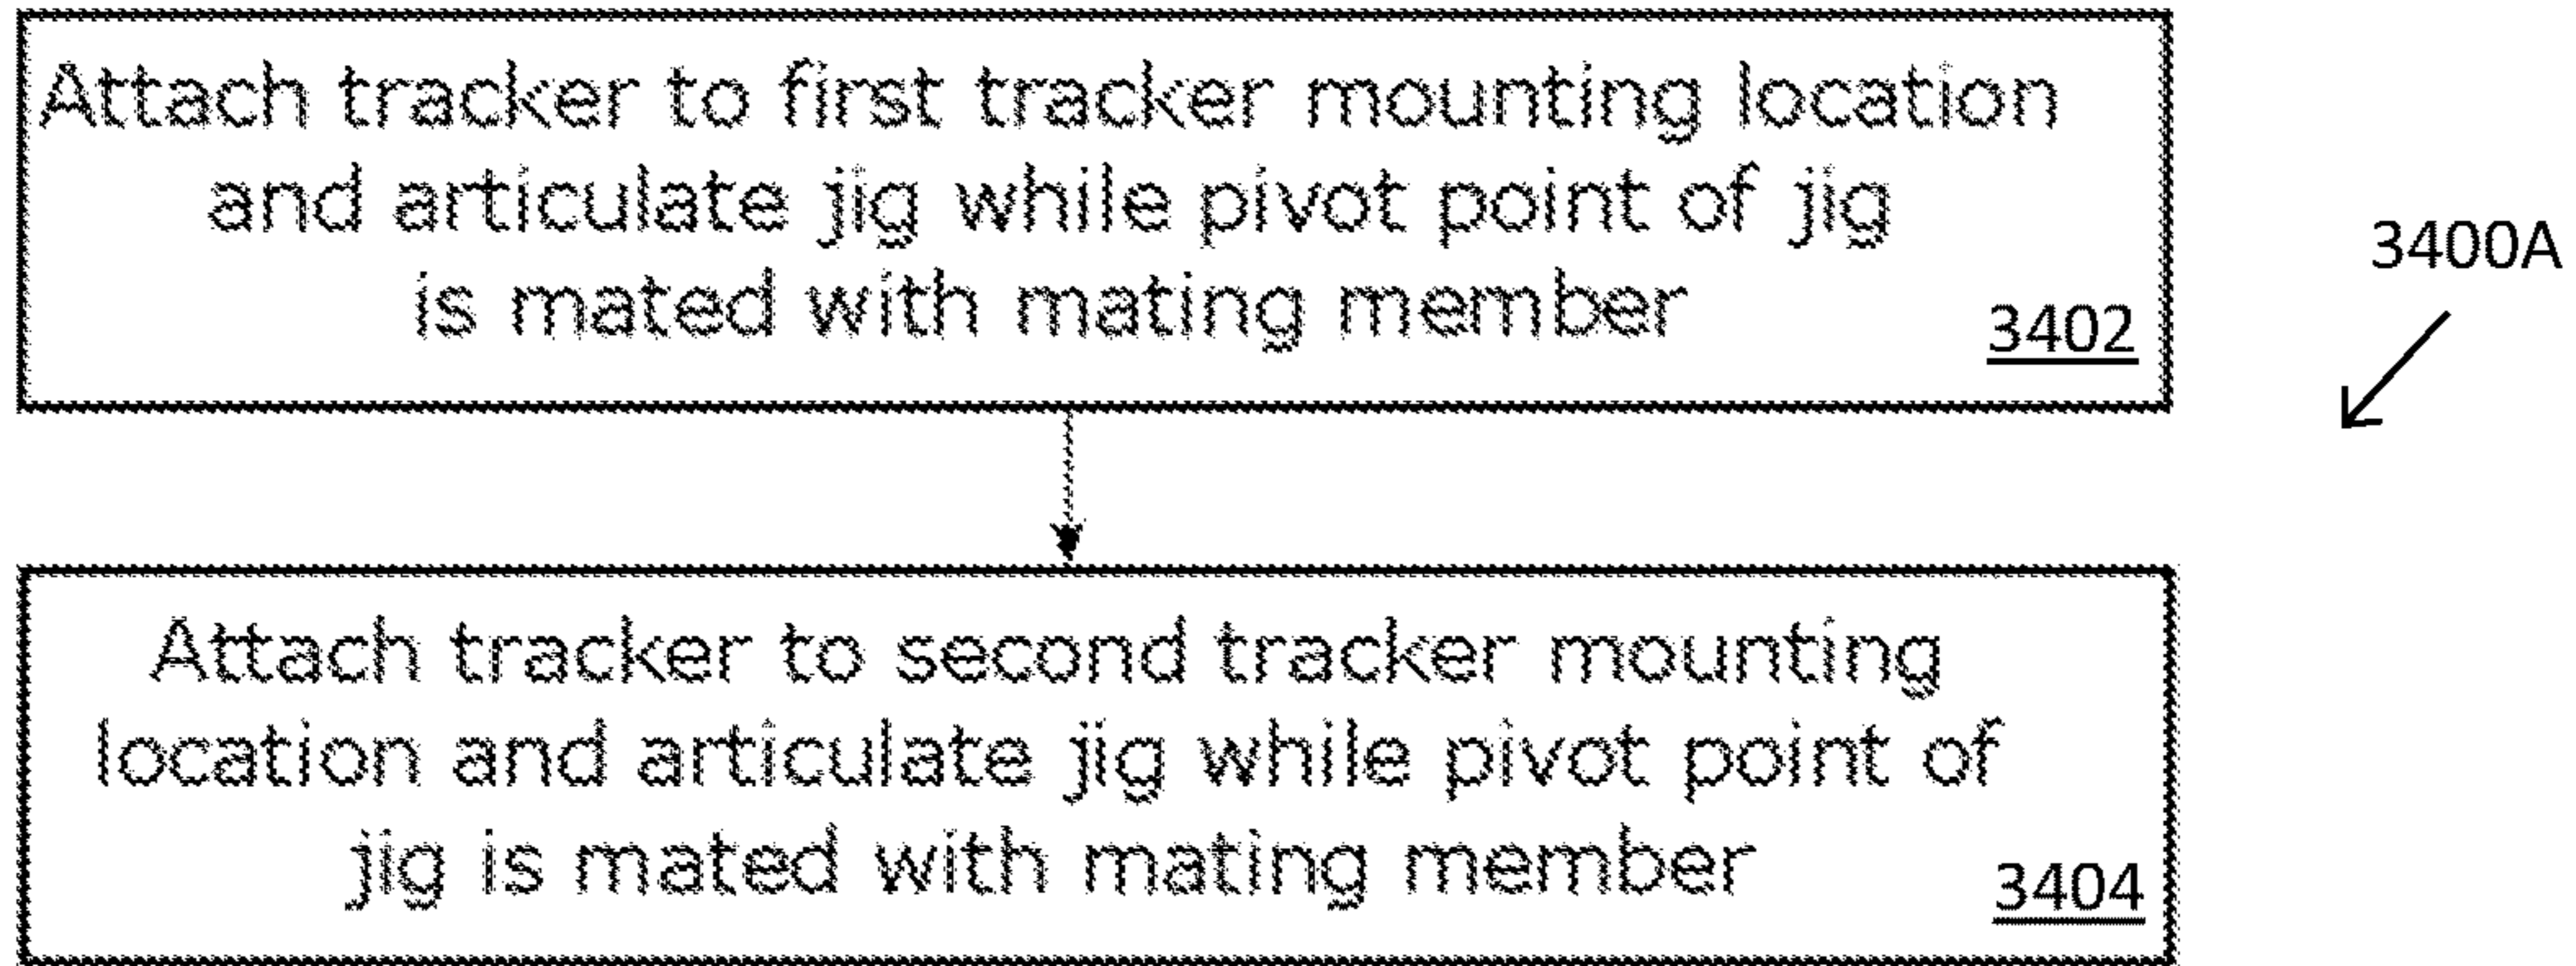 Attach tracker to first tracker mounting location
and articulate jig while pivot point of jig
is mated with mating member
3402
3400A
Attach tracker to second tracker mounting
location and articulate jig while pivot point of
jig is mated with mating member
3404